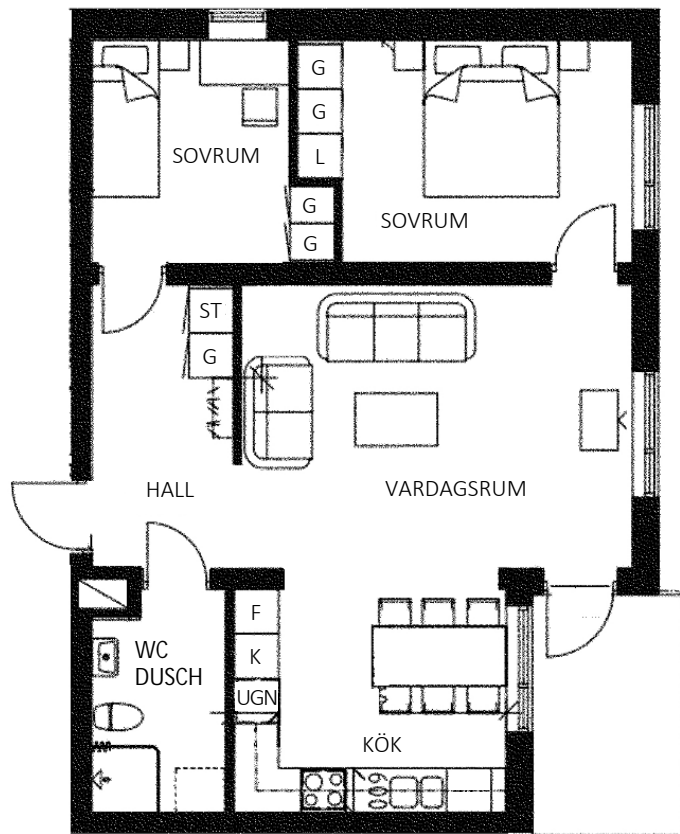 G
G
SOVRUM
L
G
SOVRUM
G
ST
G
HALL
VARDAGSRUM
F
WC
K
DUSCH
UGN
KÖK